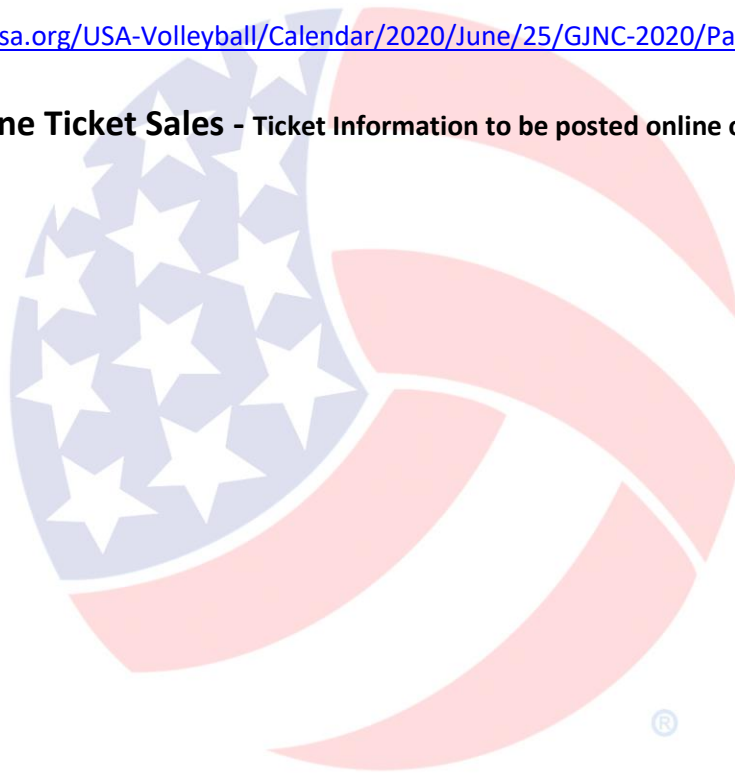 sa.org/USA-Volleyball/Calendar/2020/June/25/GJNC-2020/Pa
ne Ticket Sales - Ticket Information to be posted online
®